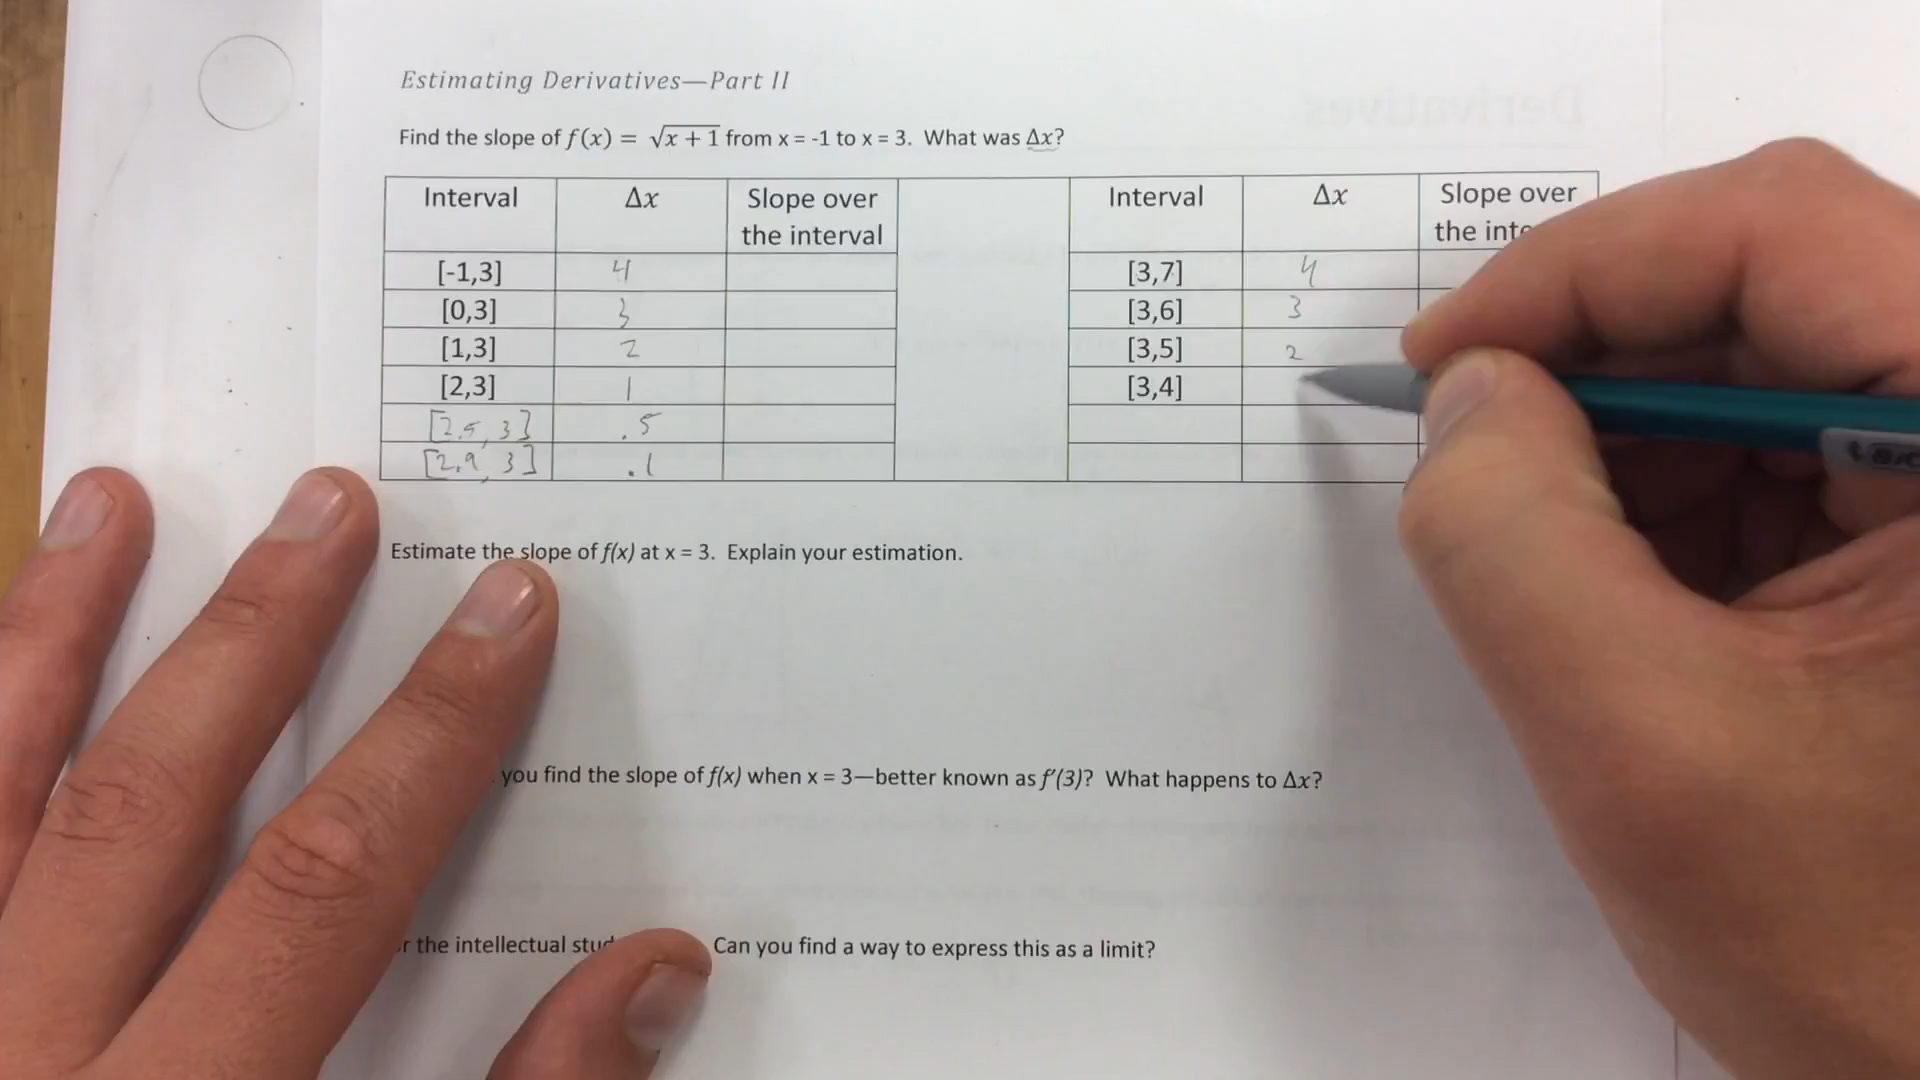 Estimating Derivatives—Part II
Find the slope of f(x) = √x + 1 from x = -1 to x = 3. What was Δx?
Interval Δx Slope over the interval Interval Δx Slope over the
[-1,3] 4 [3,7] 4
[0,3] 3 [3,6] 3
[1,3] 2 [3,5] 2
[2,3] 1 [3,4]
[2.5, 3] .5
[2.9, 3] .1
Estimate the slope of f(x) at x = 3. Explain your estimation.
you find the slope of f(x) when x = 3—better known as f'(3)? What happens to Δx?
the intellectual Can you find a way to express this as a limit?
Derivatives